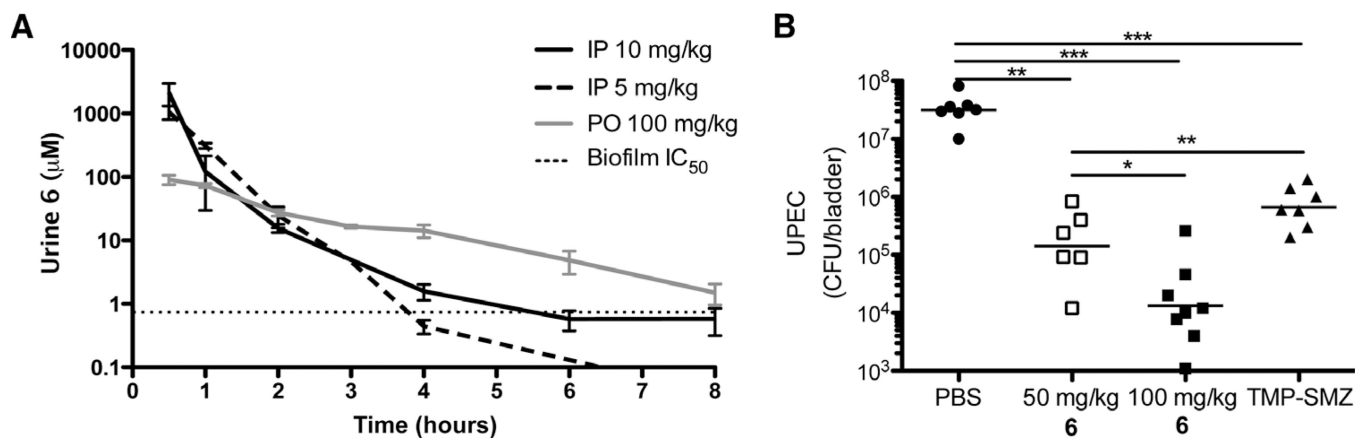 A
10000
1000
100
10
1
0.1
Urine 6 (μM)
0 1 2 3 4 5 6 7 8
Time (hours)
IP 10 mg/kg
IP 5 mg/kg
PO 100 mg/kg
Biofilm IC50
B
***
***
**
**
*
10^8
10^7
10^6
10^5
10^4
10^3
UPEC
(CFU/bladder)
PBS 50 mg/kg 100 mg/kg TMP-SMZ
6 6